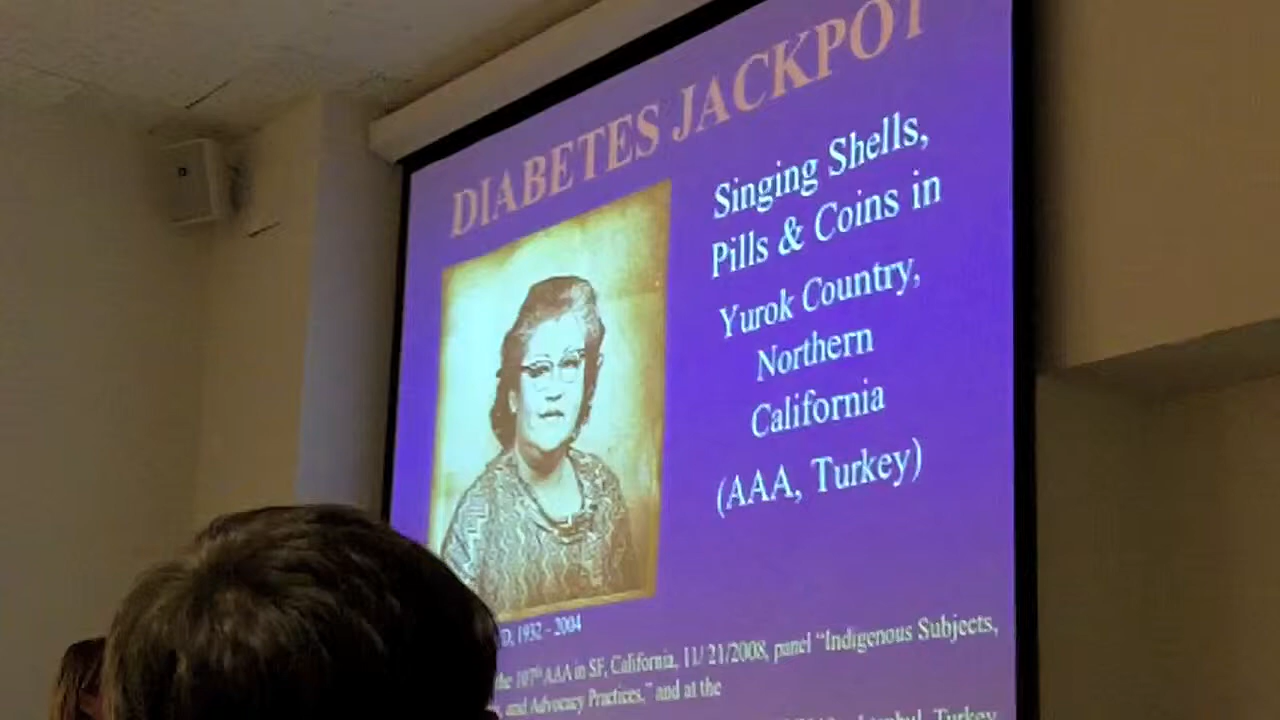 DIABETES JACKPOT
Singing Shells,
Pills & Coins in
Yurok Country,
Northern
California
(AAA, Turkey)
D, 1932 - 2004
the 107th AAA in SF, California, 11/ 21/2008, panel “Indigenous Subjects,
and Advocacy Practices,” and at the
Turkey